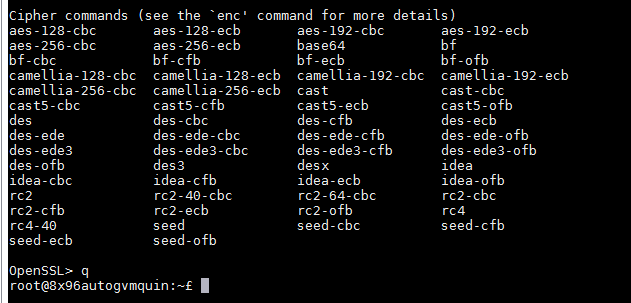 Cipher commands (see the `enc' command for more details)
aes-128-cbc aes-128-ecb aes-192-cbc aes-192-ecb
aes-256-cbc aes-256-ecb base64 bf
bf-cbc bf-cfb bf-ecb bf-ofb
camellia-128-cbc camellia-128-ecb camellia-192-cbc camellia-192-ecb
camellia-256-cbc camellia-256-ecb cast cast-cbc
cast5-cbc cast5-cfb cast5-ecb cast5-ofb
des des-cbc des-cfb des-ecb
des-ede des-ede-cbc des-ede-cfb des-ede-ofb
des-ede3 des-ede3-cbc des-ede3-cfb des-ede3-ofb
des-ofb des3 desx idea
idea-cbc idea-cfb idea-ecb idea-ofb
rc2 rc2-40-cbc rc2-64-cbc rc2-cbc
rc2-cfb rc2-ecb rc2-ofb rc4
rc4-40 seed seed-cbc seed-cfb
seed-ecb seed-ofb
OpenSSL> q
root@8x96autogvmquin:~£